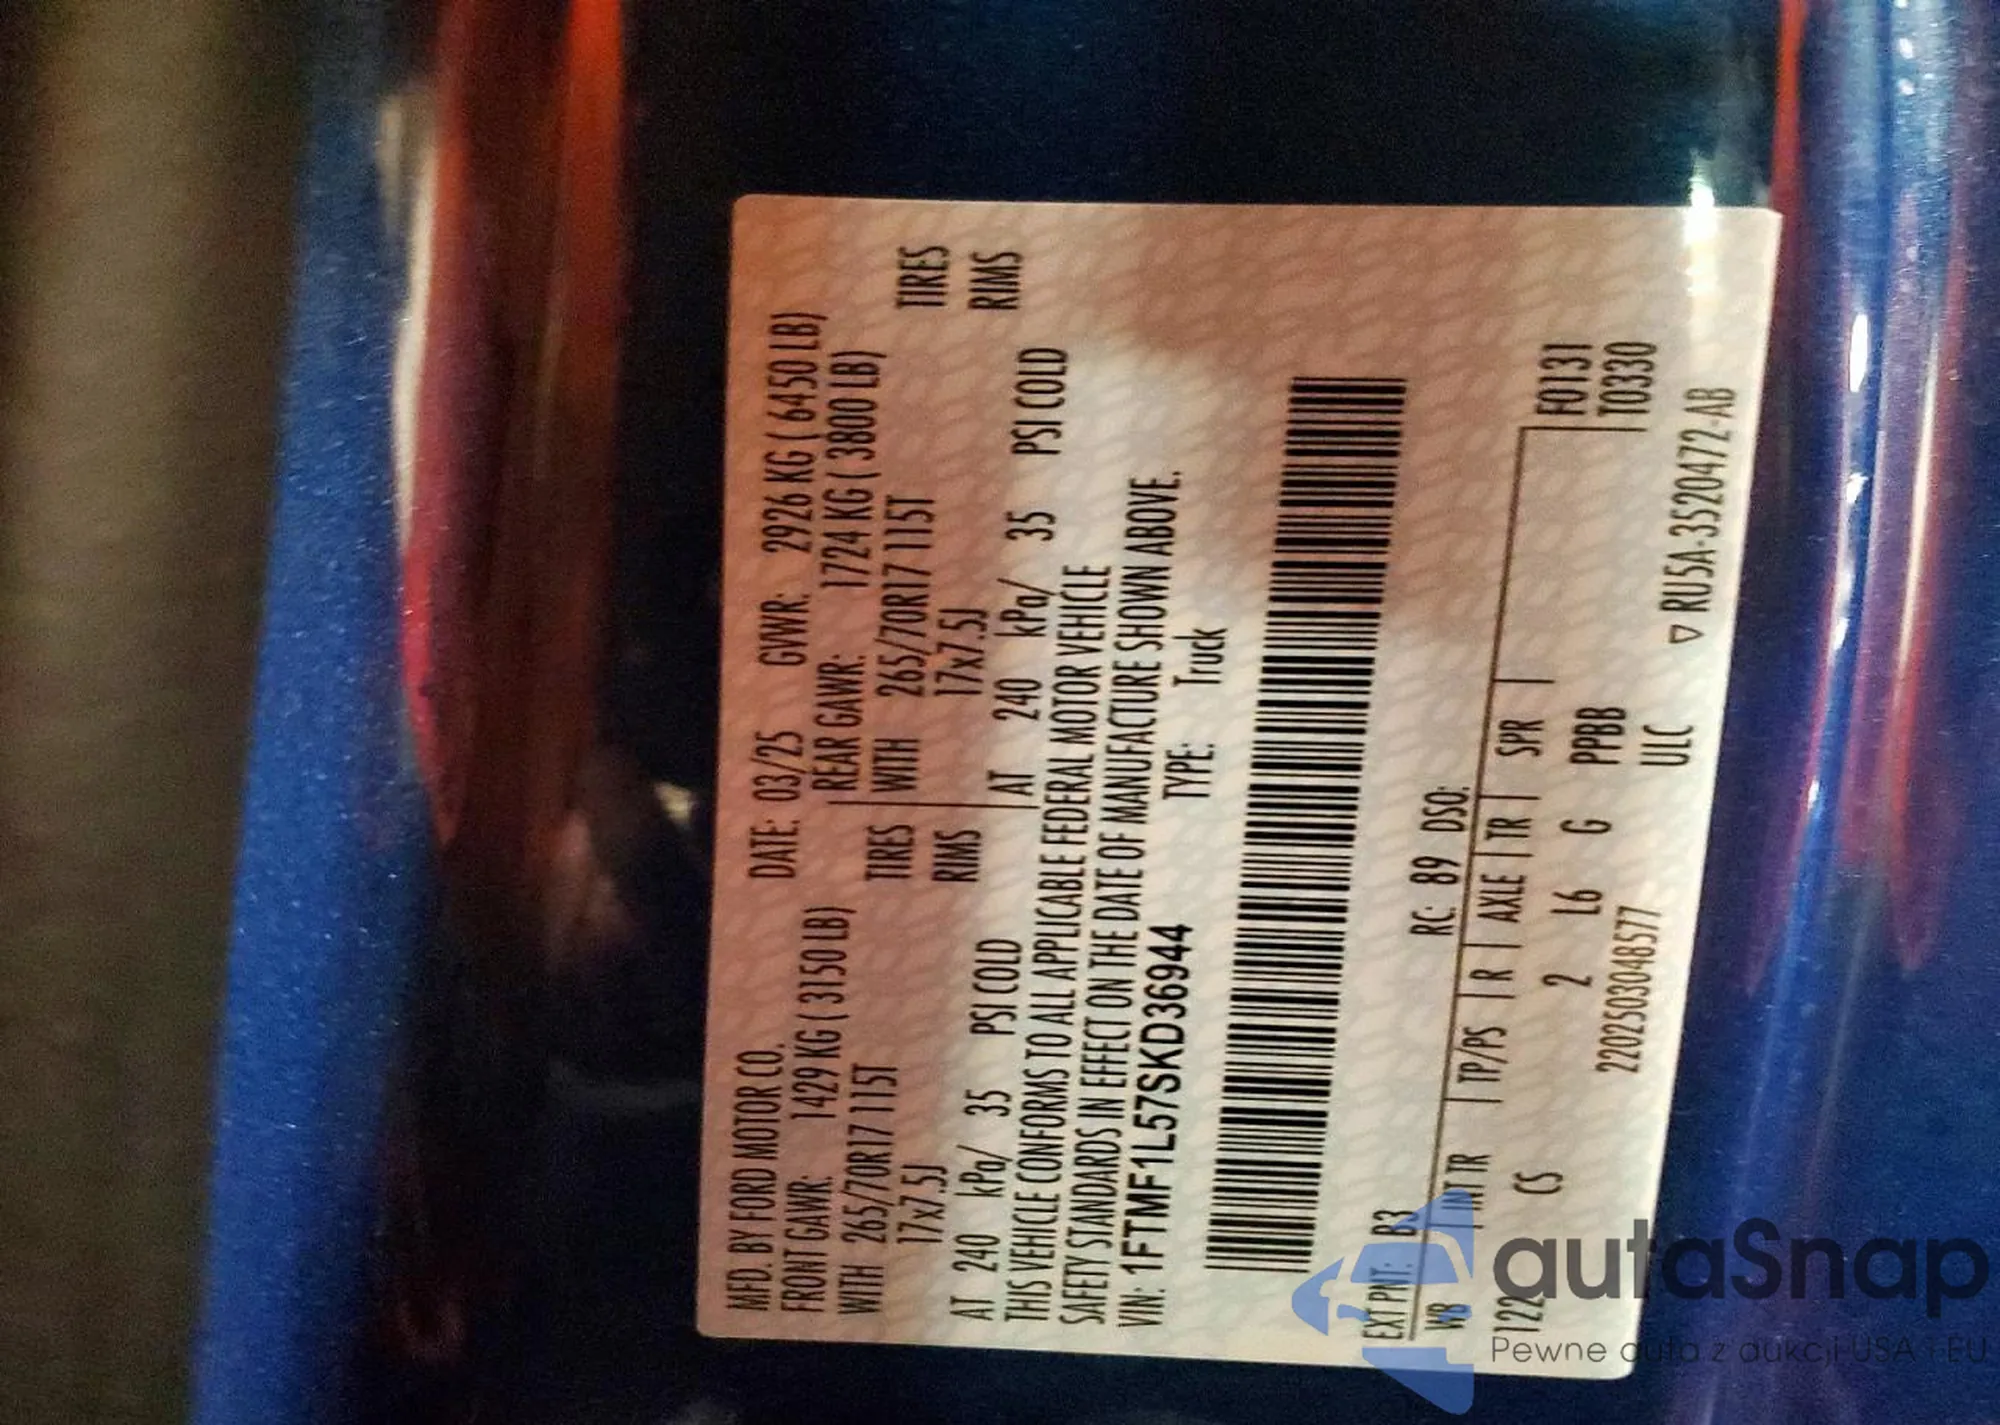 MFD. BY FORD MOTOR CO.
DATE: 03/25 GVWR: 2926 KG ( 6450 LB)
FRONT GAWR: 1429 KG ( 3150 LB) REAR GAWR: 1724 KG ( 3800 LB)
WITH 265/70R17 115T TIRES WITH 265/70R17 115T TIRES
17x7.5J RIMS 17x7.5J RIMS
AT 240 kPa/ 35 PSI COLD AT 240 kPa/ 35 PSI COLD
THIS VEHICLE CONFORMS TO ALL APPLICABLE FEDERAL MOTOR VEHICLE
SAFETY STANDARDS IN EFFECT ON THE DATE OF MANUFACTURE SHOWN ABOVE.
VIN: 1FTMF1L57SKD36944 TYPE: Truck
EXT PNT: B3 RC: 89 DSO:
WB INT TR TP/PS R AXLE TR SPR
F0131
T0330
122 CS 2 L6 G PPBB
2202503048577 ULC
▽ RU5A-3520472-AB
autaSnap
Pewne auta z aukcji USA i EU